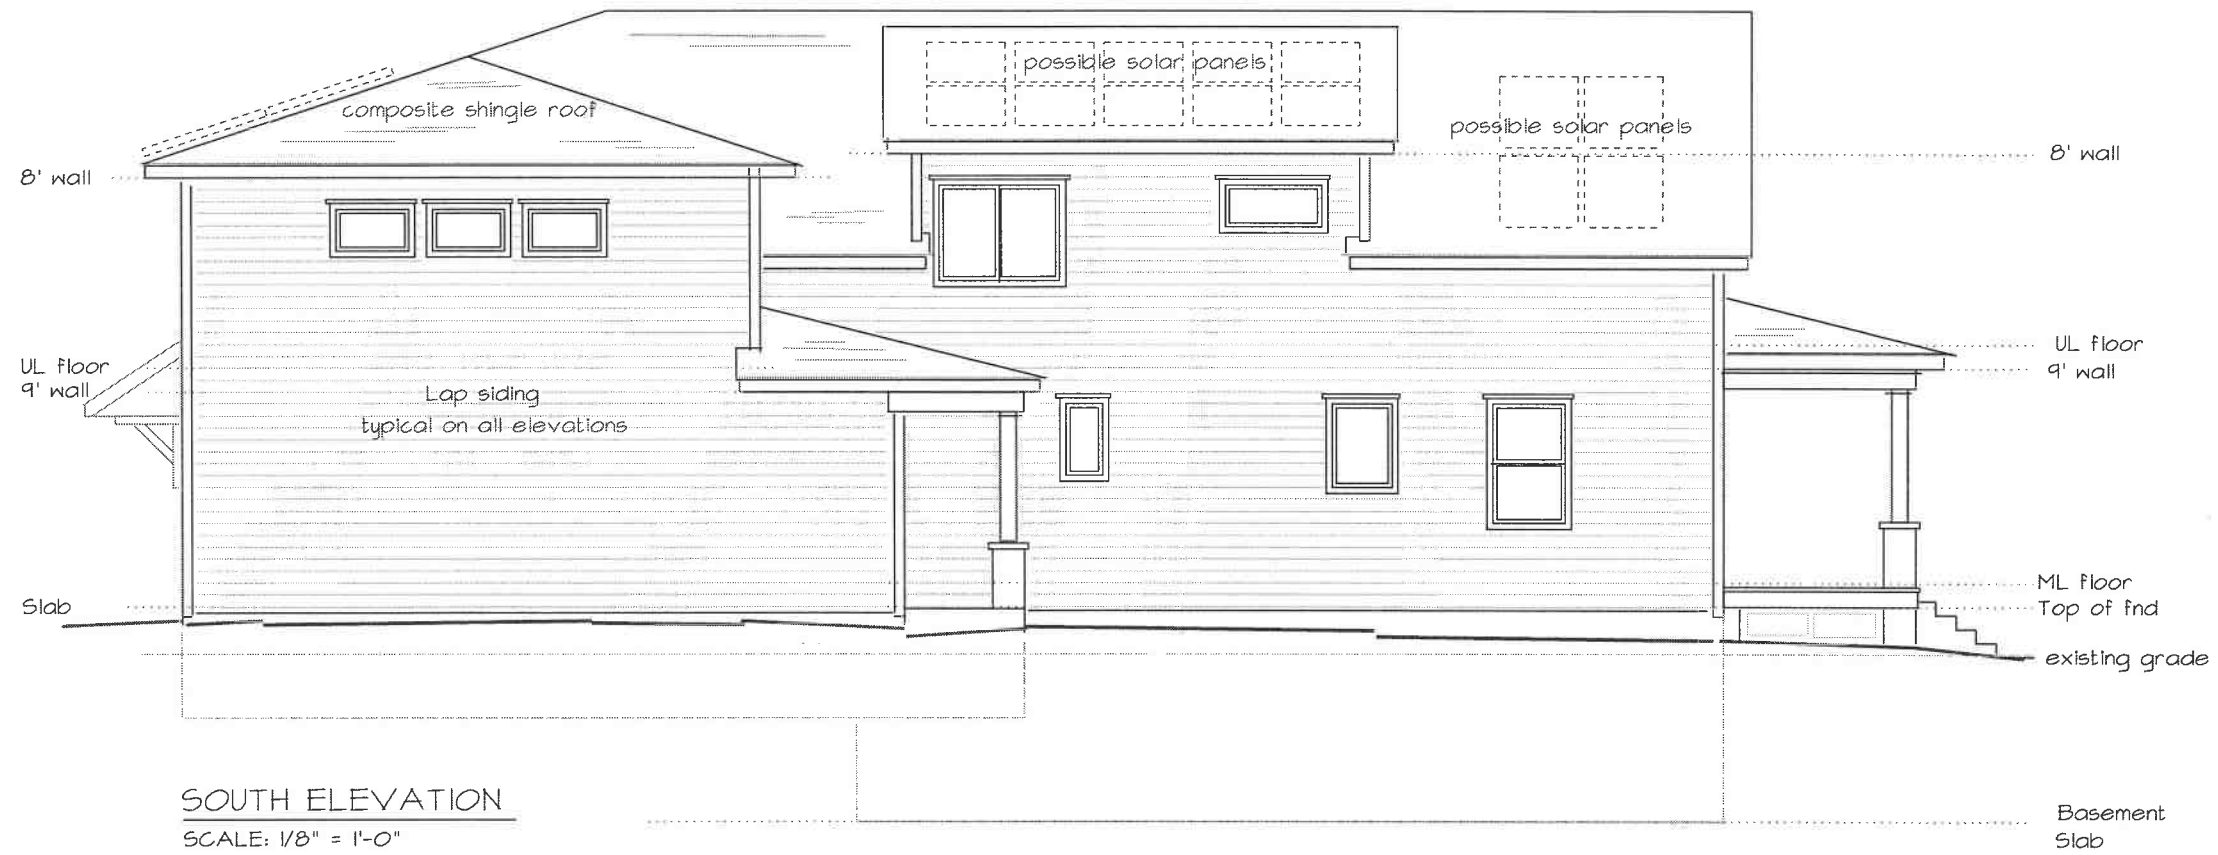 possible solar panels
composite shingle roof
possible solar panels
8' wall
8' wall
UL floor
9' wall
UL floor
9' wall
Lap siding
typical on all elevations
Slab
ML floor
Top of fnd
existing grade
SOUTH ELEVATION
SCALE: 1/8" = 1'-0"
Basement
Slab